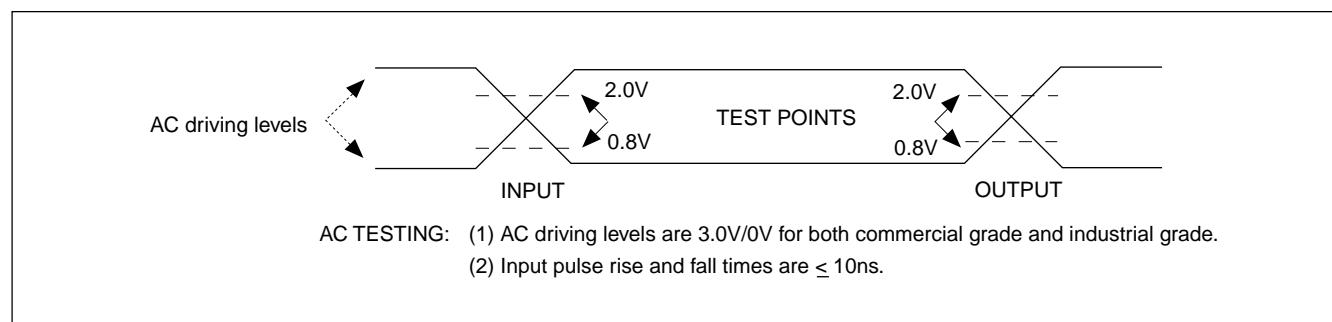 2.0V
2.0V
AC driving levels
TEST POINTS
0.8V
0.8V
INPUT
OUTPUT
AC TESTING: (1) AC driving levels are 3.0V/0V for both commercial grade and industrial grade.
(2) Input pulse rise and fall times are ≤ 10ns.